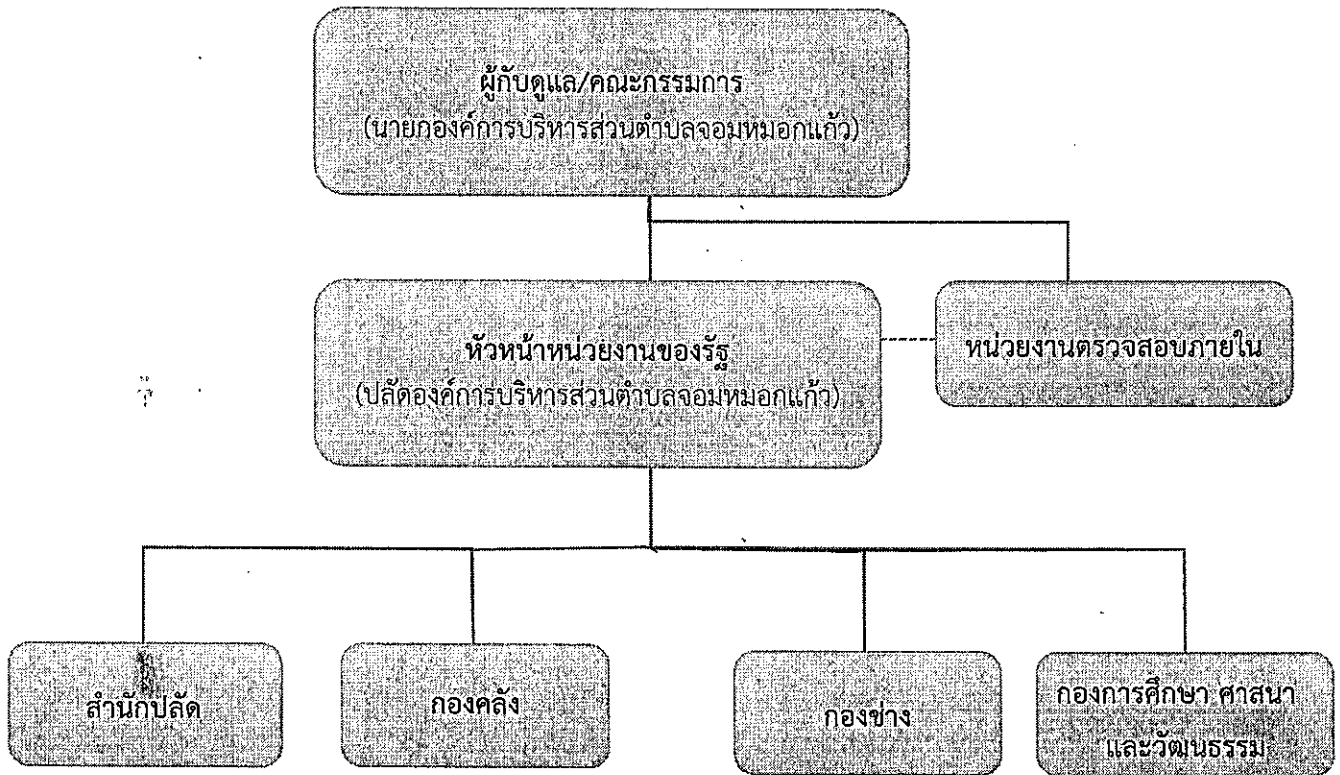 ผู้กับดูแล/คณะกรรมการ
(นายกองค์การบริหารส่วนตำบลจอมหมอกแก้ว)
หัวหน้าหน่วยงานของรัฐ
(ปลัดองค์การบริหารส่วนตำบลจอมหมอกแก้ว)
หน่วยงานตรวจสอบภายใน
สำนักปลัด
กองคลัง
กองช่าง
กองการศึกษา ศาสนา
และวัฒนธรรม